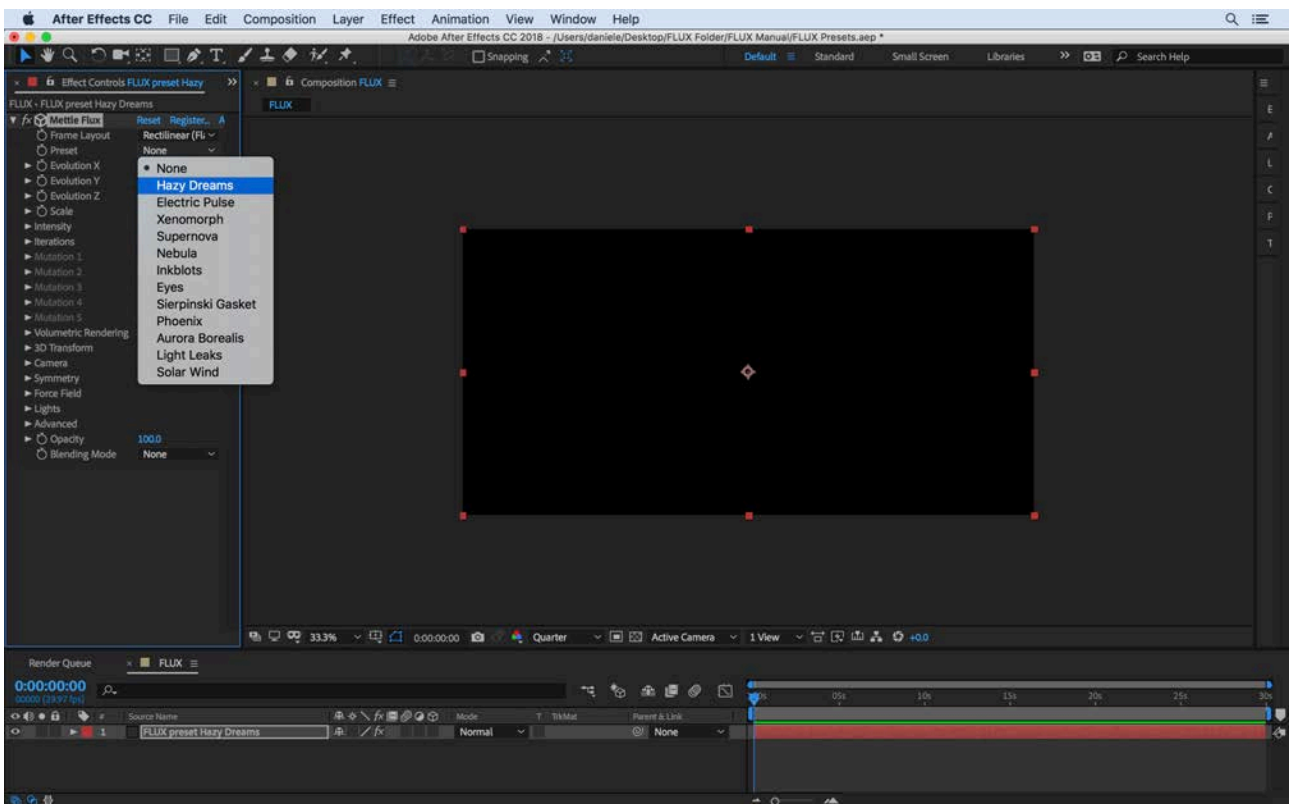 After Effects CC File Edit Composition Layer Effect Animation View Window Help
Adobe After Effects CC 2018 - /Users/daniele/Desktop/FLUX Folder/FLUX Manual/FLUX Presets.aep *
Snapping Default Standard Small Screen Libraries Search Help
Effect Controls FLUX preset Hazy
Composition FLUX
FLUX • FLUX preset Hazy Dreams
FLUX
fx Mettle Flux Reset Register... A
Frame Layout Rectilinear (Fl
Preset None
Evolution X
Evolution Y
Evolution Z
Scale
Intensity
Iterations
Mutation 1
Mutation 2
Mutation 3
Mutation 4
Mutation 5
Volumetric Rendering
3D Transform
Camera
Symmetry
Force Field
Lights
Advanced
Opacity 100.0
Blending Mode None
• None
Hazy Dreams
Electric Pulse
Xenomorph
Supernova
Nebula
Inkblots
Eyes
Sierpinski Gasket
Phoenix
Aurora Borealis
Light Leaks
Solar Wind
E
A
L
C
P
T
33.3% 0:00:00:00 Quarter Active Camera 1 View +0.0
Render Queue FLUX
0:00:00:00
00000 (29.97 fps)
05s 10s 15s 20s 25s 30s
# Source Name Mode T TrkMat Parent & Link
1 FLUX preset Hazy Dreams Normal None